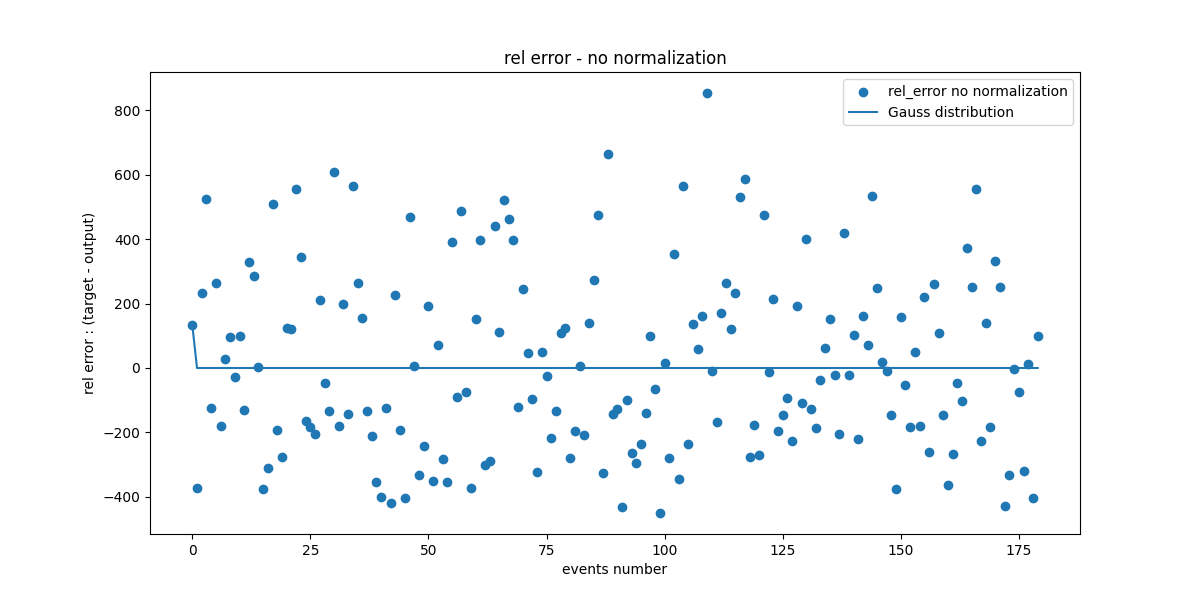 rel error - no normalization
rel_error no normalization
Gauss distribution
rel error : (target - output)
800
600
400
200
0
−200
−400
0 25 50 75 100 125 150 175
events number